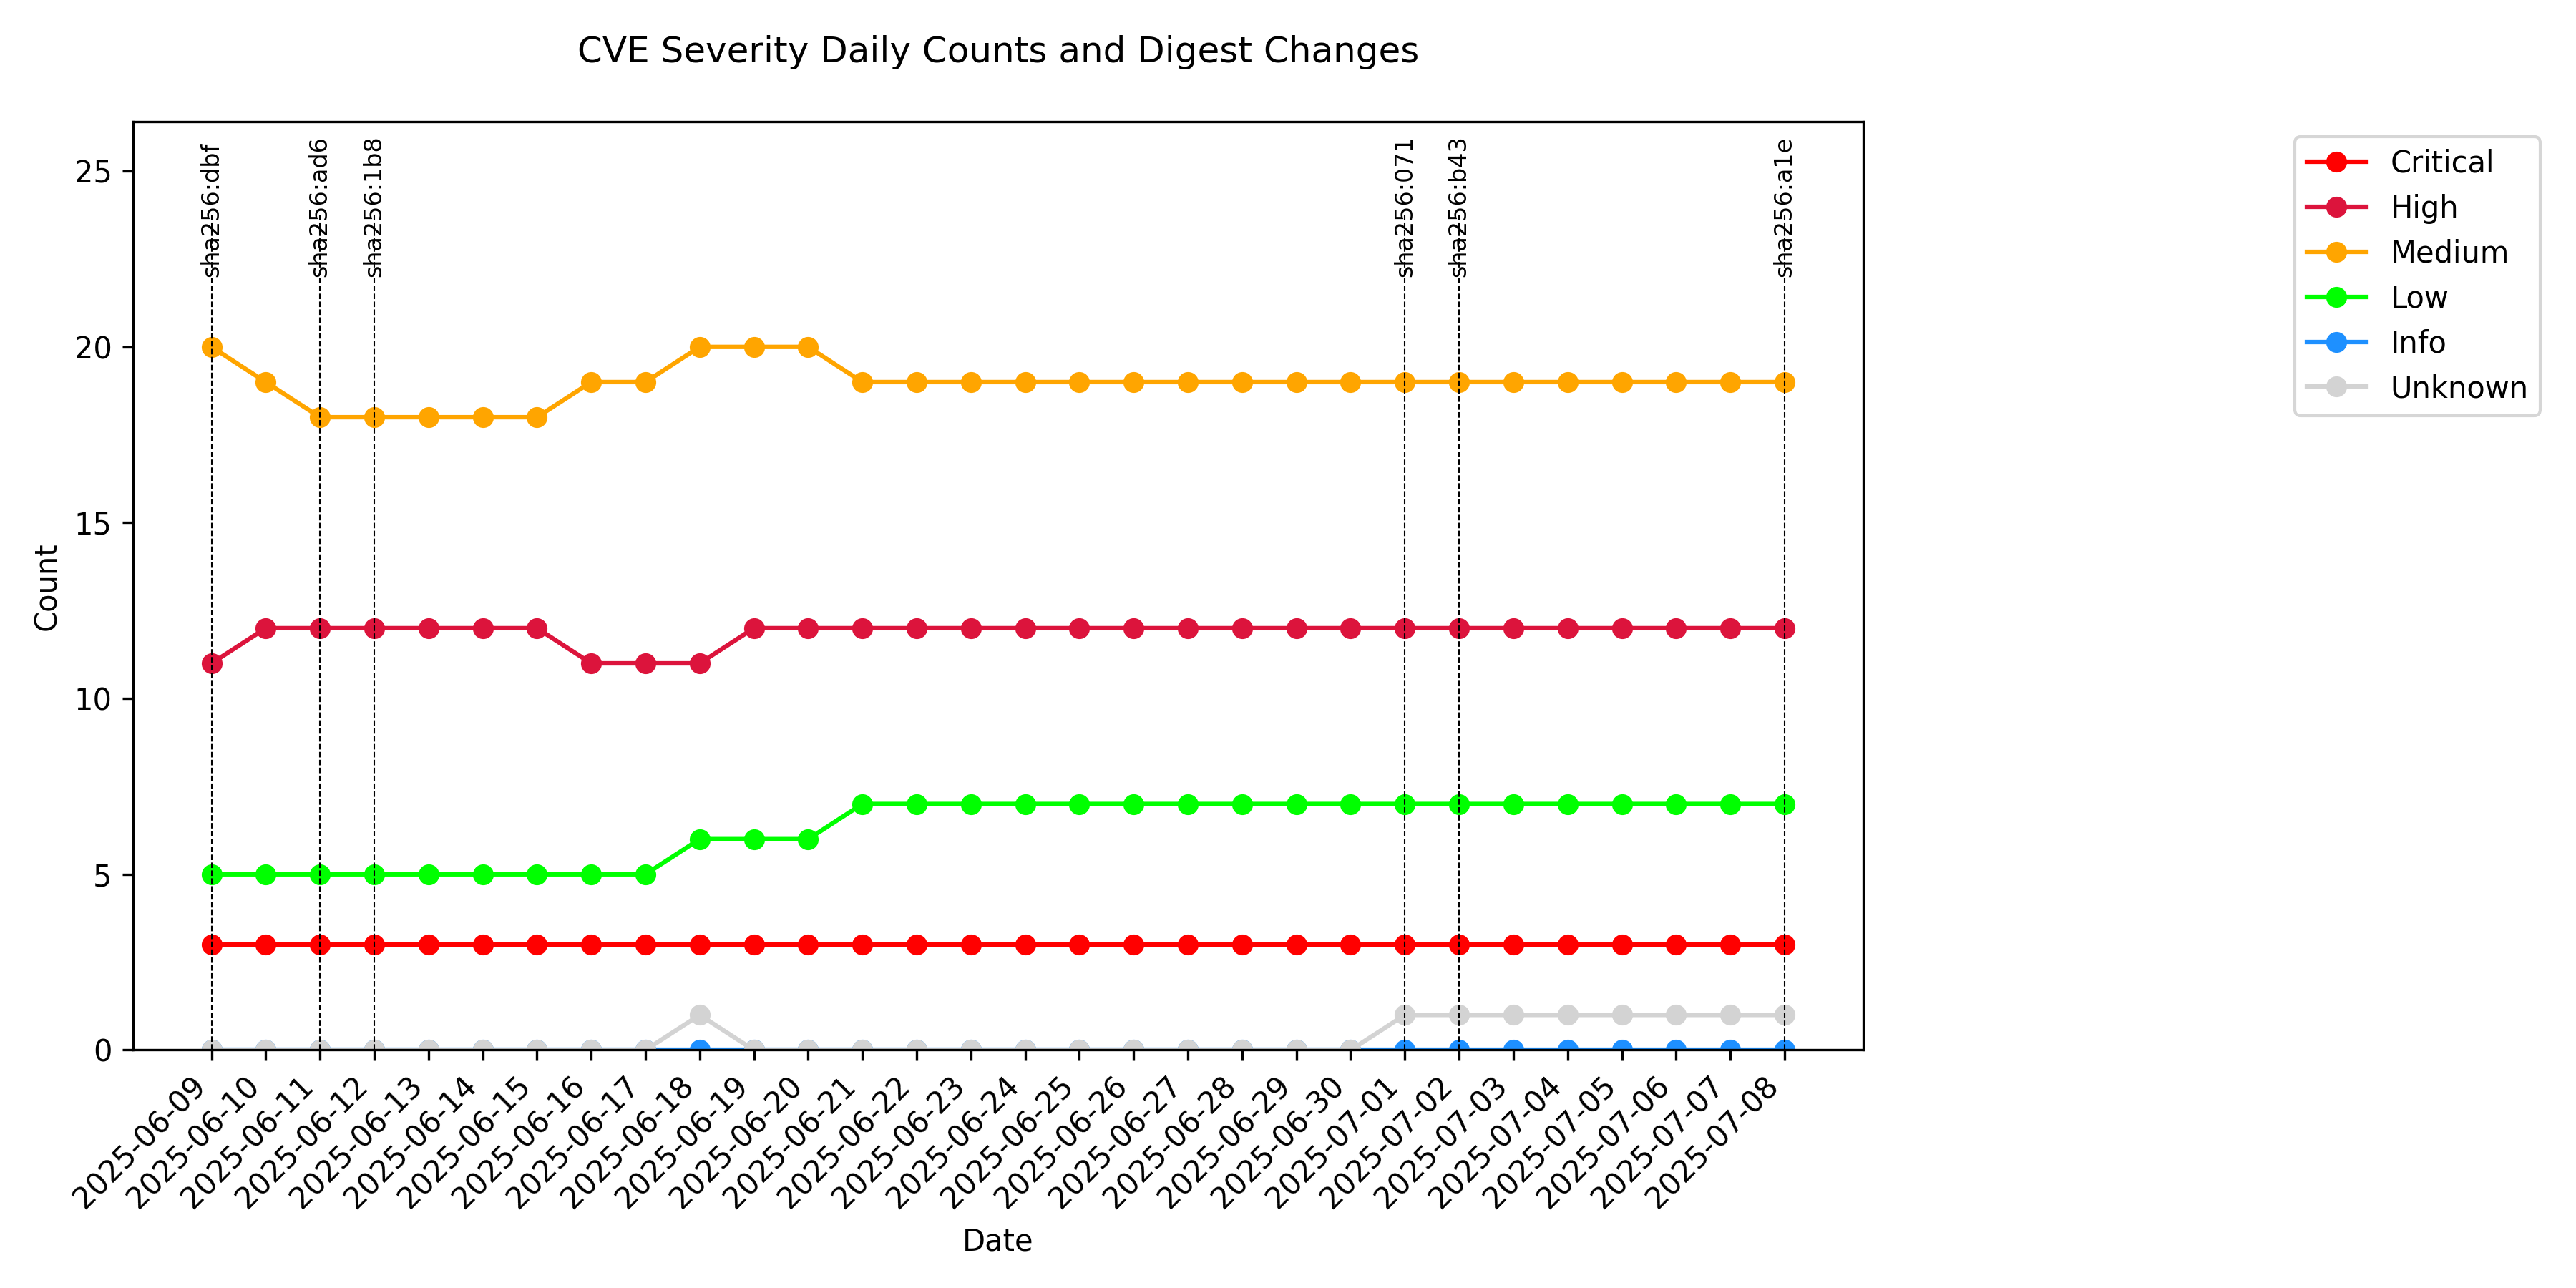 CVE Severity Daily Counts and Digest Changes
sha256:dbf
sha256:ad6
sha256:1b8
sha256:071
sha256:b43
sha256:a1e
Critical
High
Medium
Low
Info
Unknown
25
20
15
10
5
0
Count
2025-06-09
2025-06-10
2025-06-11
2025-06-12
2025-06-13
2025-06-14
2025-06-15
2025-06-16
2025-06-17
2025-06-18
2025-06-19
2025-06-20
2025-06-21
2025-06-22
2025-06-23
2025-06-24
2025-06-25
2025-06-26
2025-06-27
2025-06-28
2025-06-29
2025-06-30
2025-07-01
2025-07-02
2025-07-03
2025-07-04
2025-07-05
2025-07-06
2025-07-07
2025-07-08
Date